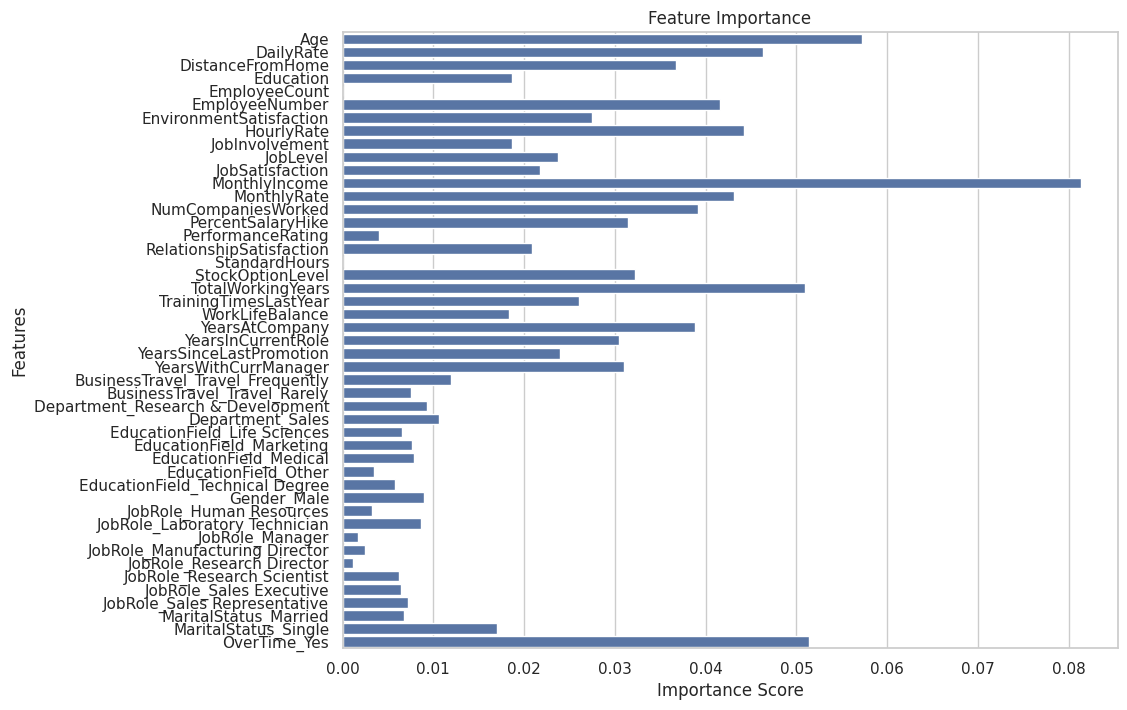 Feature Importance
Features
Age
DailyRate
DistanceFromHome
Education
EmployeeCount
EmployeeNumber
EnvironmentSatisfaction
HourlyRate
JobInvolvement
JobLevel
JobSatisfaction
MonthlyIncome
MonthlyRate
NumCompaniesWorked
PercentSalaryHike
PerformanceRating
RelationshipSatisfaction
StandardHours
StockOptionLevel
TotalWorkingYears
TrainingTimesLastYear
WorkLifeBalance
YearsAtCompany
YearsInCurrentRole
YearsSinceLastPromotion
YearsWithCurrManager
BusinessTravel_Travel_Frequently
BusinessTravel_Travel_Rarely
Department_Research & Development
Department_Sales
EducationField_Life Sciences
EducationField_Marketing
EducationField_Medical
EducationField_Other
EducationField_Technical Degree
Gender_Male
JobRole_Human Resources
JobRole_Laboratory Technician
JobRole_Manager
JobRole_Manufacturing Director
JobRole_Research Director
JobRole_Research Scientist
JobRole_Sales Executive
JobRole_Sales Representative
MaritalStatus_Married
MaritalStatus_Single
OverTime_Yes
0.00 0.01 0.02 0.03 0.04 0.05 0.06 0.07 0.08
Importance Score